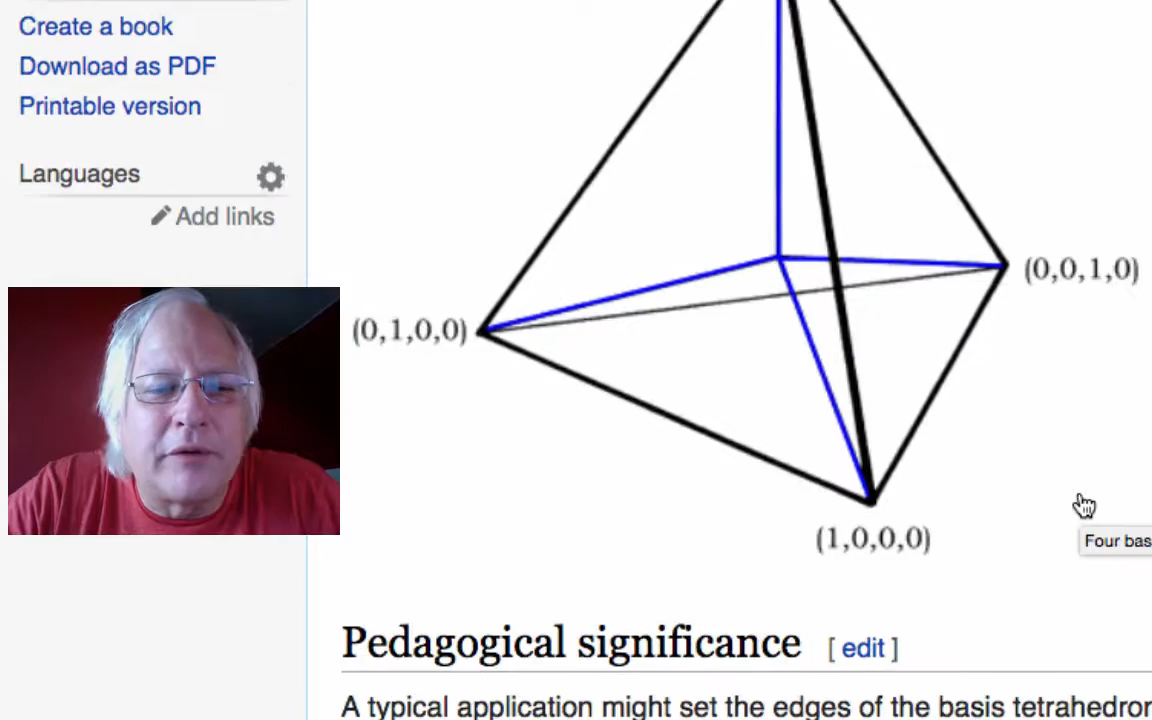 Create a book
Download as PDF
Printable version
Languages
Add links
(0,0,1,0)
(0,1,0,0)
(1,0,0,0)
Four bas
Pedagogical significance [ edit ]
A typical application might set the edges of the basis tetrahedron